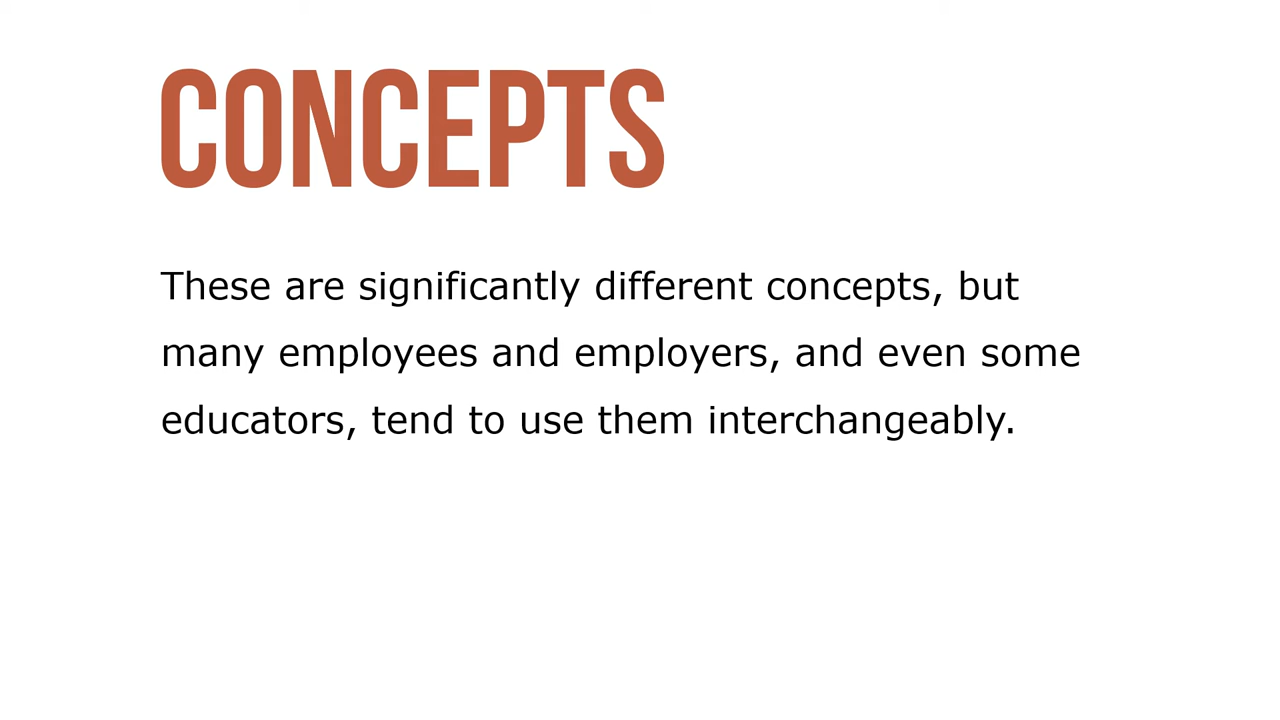 CONCEPTS
These are significantly different concepts, but
many employees and employers, and even some
educators, tend to use them interchangeably.